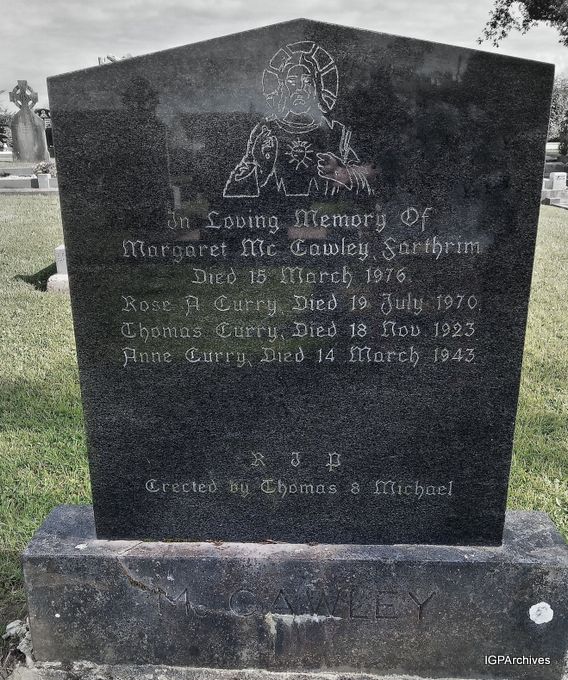 In Loving Memory Of
Margaret Mc Cawley, Farthrim
Died 15 March 1976.
Rose A Curry, Died 19 July 1970.
Thomas Curry, Died 18 Nov 1923
Anne Curry, Died 14 March 1943.
R I P
Erected by Thomas & Michael
M CAWLEY
IGPArchives